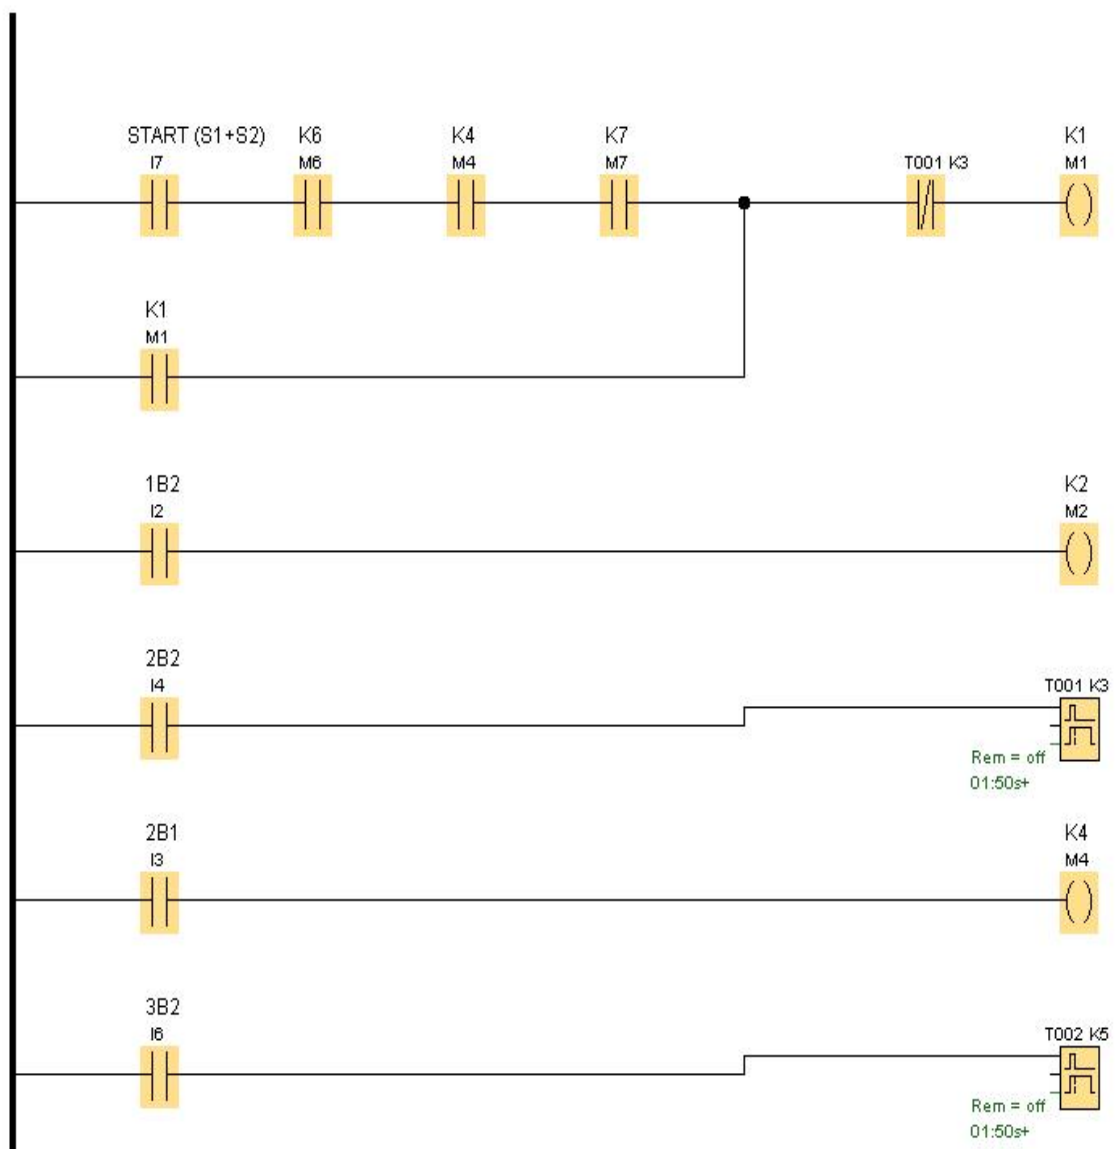 START (S1+S2) K6 K4 K7 K1
I7 M6 M4 M7 T001 K3 M1
K1
M1
1B2 K2
I2 M2
2B2
I4 T001 K3
Rem = off
01:50s+
2B1 K4
I3 M4
3B2
I6 T002 K5
Rem = off
01:50s+